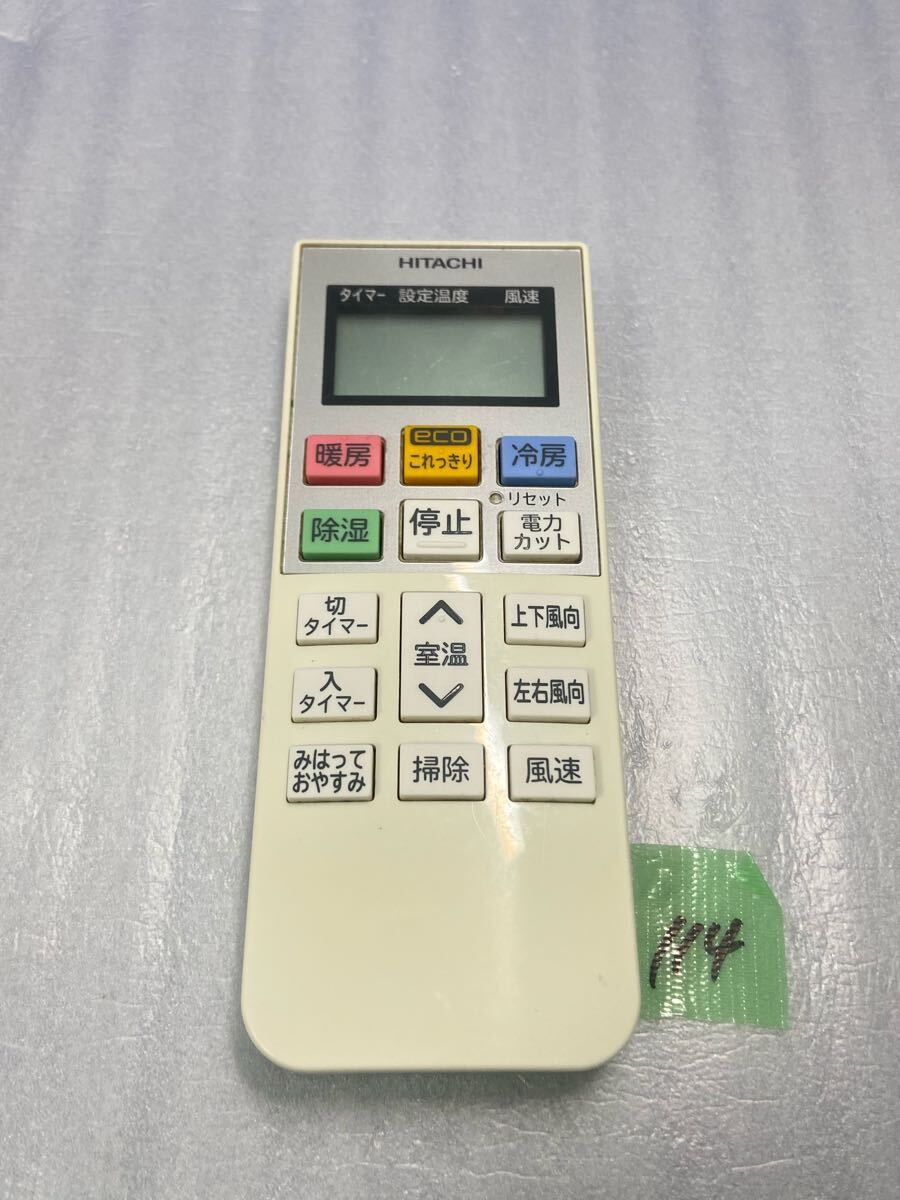 HITACHI
タイマー 設定温度 風速
暖房
eco
これっきり
冷房
リセット
除湿
停止
電力
カット
切
タイマー
室温
上下風向
入
タイマー
左右風向
みはって
おやすみ
掃除
風速